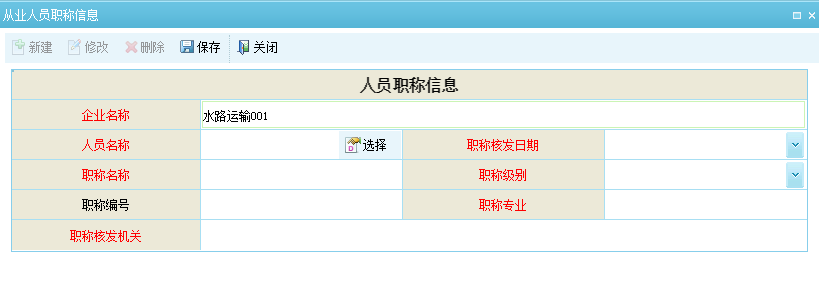 从业人员职称信息
新建 修改 删除 保存 关闭
人员职称信息
企业名称 水路运输001
人员名称 选择 职称核发日期
职称名称 职称级别
职称编号 职称专业
职称核发机关